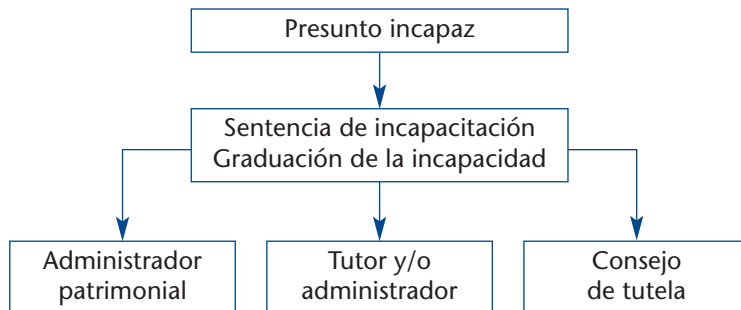 Presunto incapaz
Sentencia de incapacitación
Graduación de la incapacidad
Administrador
patrimonial
Tutor y/o
administrador
Consejo
de tutela